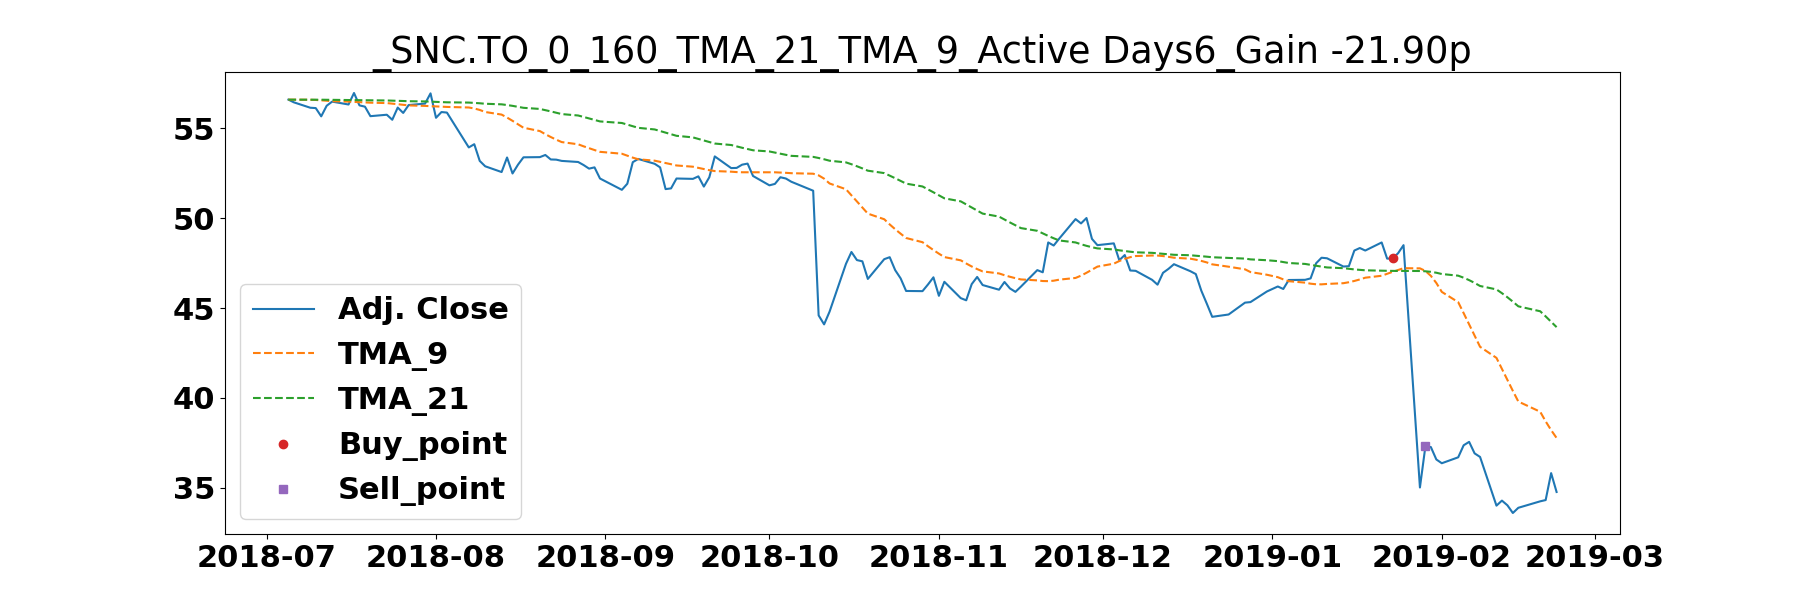 _SNC.TO_0_160_TMA_21_TMA_9_Active Days6_Gain -21.90p
55
50
45
40
35
Adj. Close
TMA_9
TMA_21
Buy_point
Sell_point
2018-07 2018-08 2018-09 2018-10 2018-11 2018-12 2019-01 2019-02 2019-03